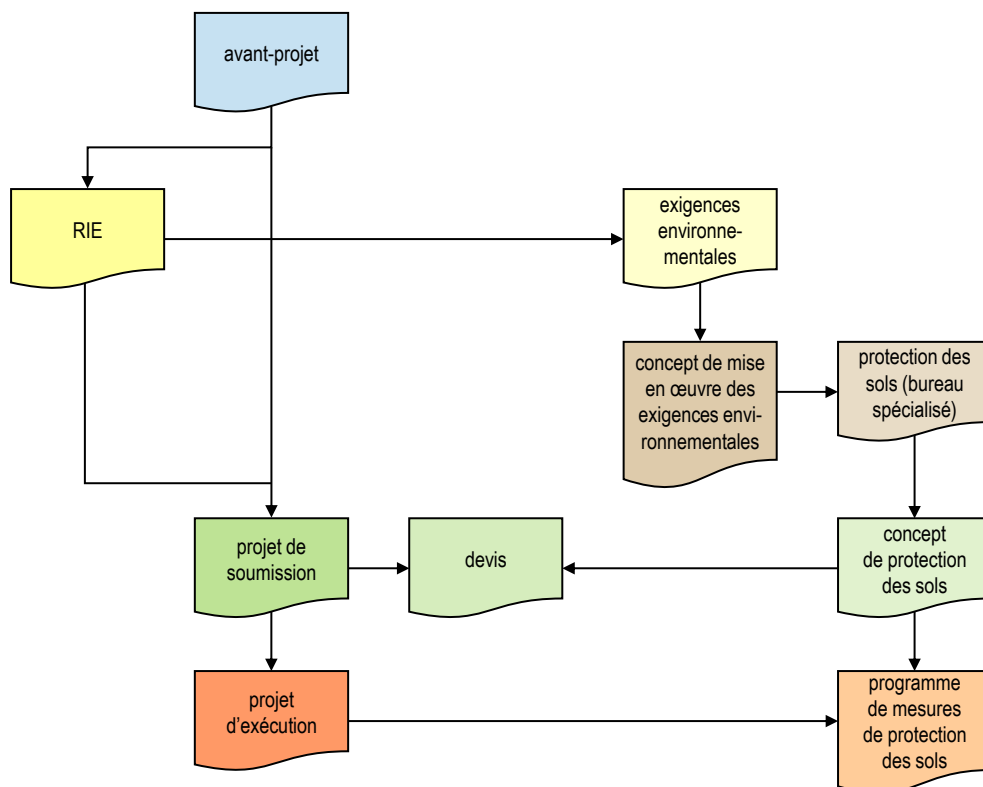 avant-projet
RIE
exigences
environne-
mentales
concept de mise
en œuvre des
exigences envi-
ronnementales
protection des
sols (bureau
spécialisé)
projet de
soumission
devis
concept
de protection
des sols
projet
d’exécution
programme
de mesures
de protection
des sols